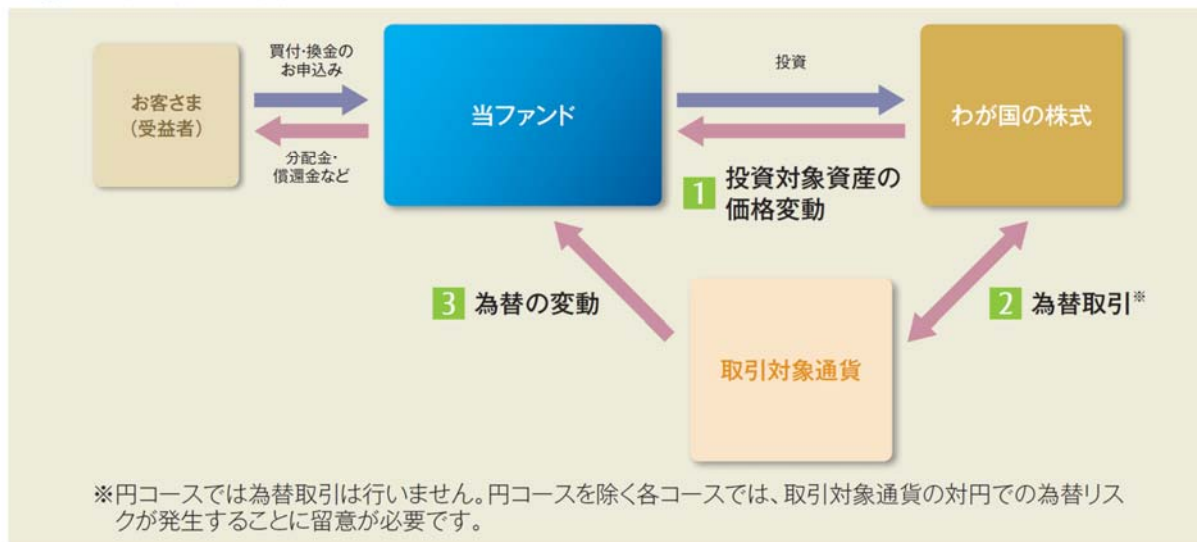 買付・換金の
お申込み
投資
お客さま
(受益者)
当ファンド
わが国の株式
分配金・
償還金など
1 投資対象資産の
価格変動
3 為替の変動
2 為替取引※
取引対象通貨
※円コースでは為替取引は行いません。円コースを除く各コースでは、取引対象通貨の対円での為替リス
クが発生することに留意が必要です。